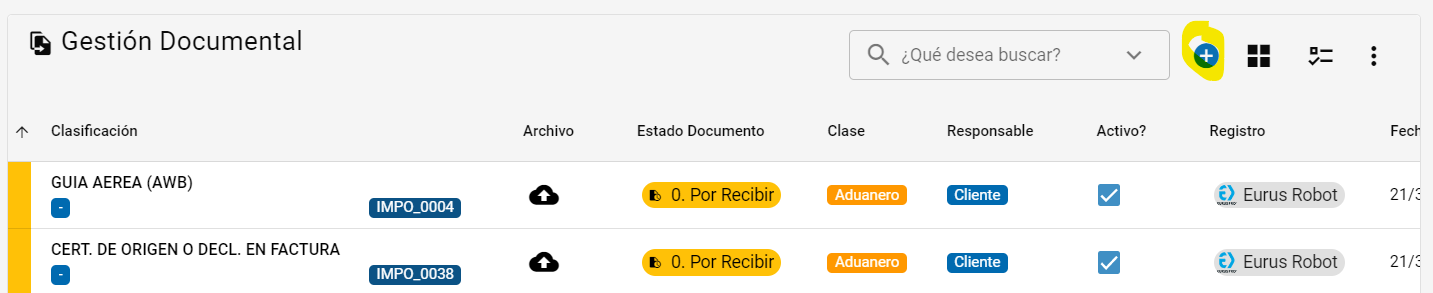 Gestión Documental
¿Qué desea buscar?
Clasificación Archivo Estado Documento Clase Responsable Activo? Registro Fech
GUIA AEREA (AWB)
- IMPO_0004 0. Por Recibir Aduanero Cliente Eurus Robot 21/3
CERT. DE ORIGEN O DECL. EN FACTURA
- IMPO_0038 0. Por Recibir Aduanero Cliente Eurus Robot 21/3